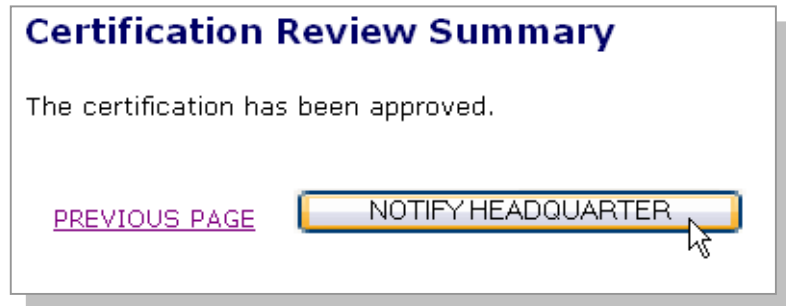 Certification Review Summary
The certification has been approved.
PREVIOUS PAGE NOTIFY HEADQUARTER